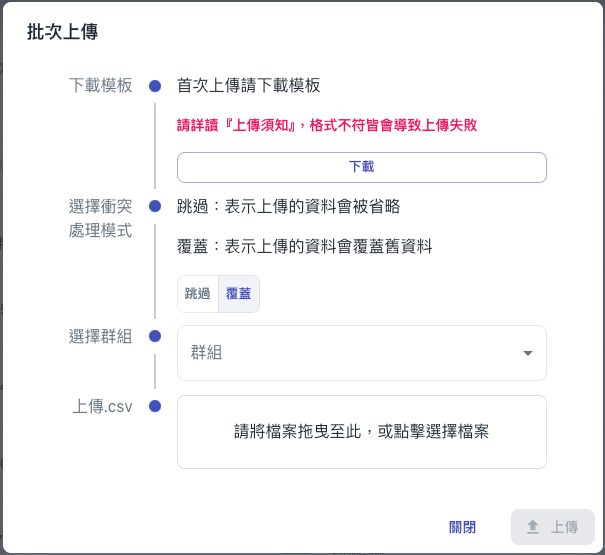 批次上傳
下載模板
首次上傳請下載模板
請詳讀『上傳須知』，格式不符皆會導致上傳失敗
下載
選擇衝突
處理模式
跳過：表示上傳的資料會被省略
覆蓋：表示上傳的資料會覆蓋舊資料
跳過 覆蓋
選擇群組
群組
上傳.csv
請將檔案拖曳至此，或點擊選擇檔案
關閉 上傳